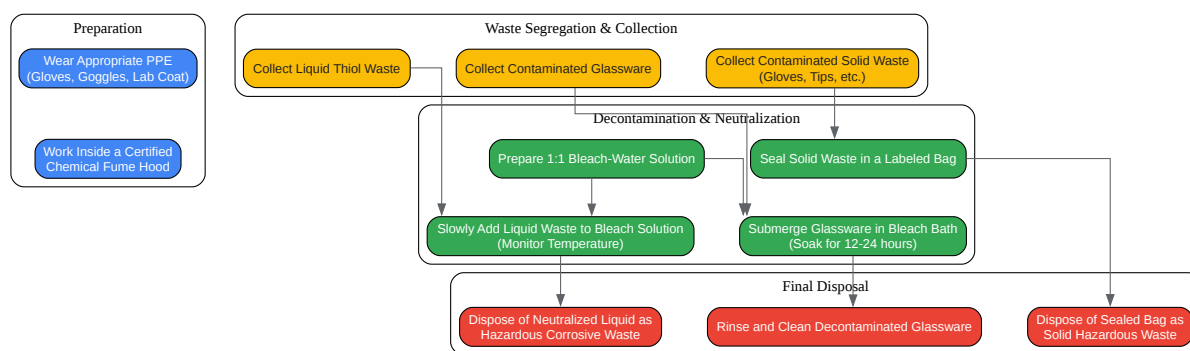 Preparation
Wear Appropriate PPE
(Gloves, Goggles, Lab Coat)
Work Inside a Certified
Chemical Fume Hood
Waste Segregation & Collection
Collect Liquid Thiol Waste
Collect Contaminated Glassware
Collect Contaminated Solid Waste
(Gloves, Tips, etc.)
Decontamination & Neutralization
Prepare 1:1 Bleach-Water Solution
Seal Solid Waste in a Labeled Bag
Slowly Add Liquid Waste to Bleach Solution
(Monitor Temperature)
Submerge Glassware in Bleach Bath
(Soak for 12-24 hours)
Final Disposal
Dispose of Neutralized Liquid as
Hazardous Corrosive Waste
Rinse and Clean Decontaminated Glassware
Dispose of Sealed Bag as
Solid Hazardous Waste